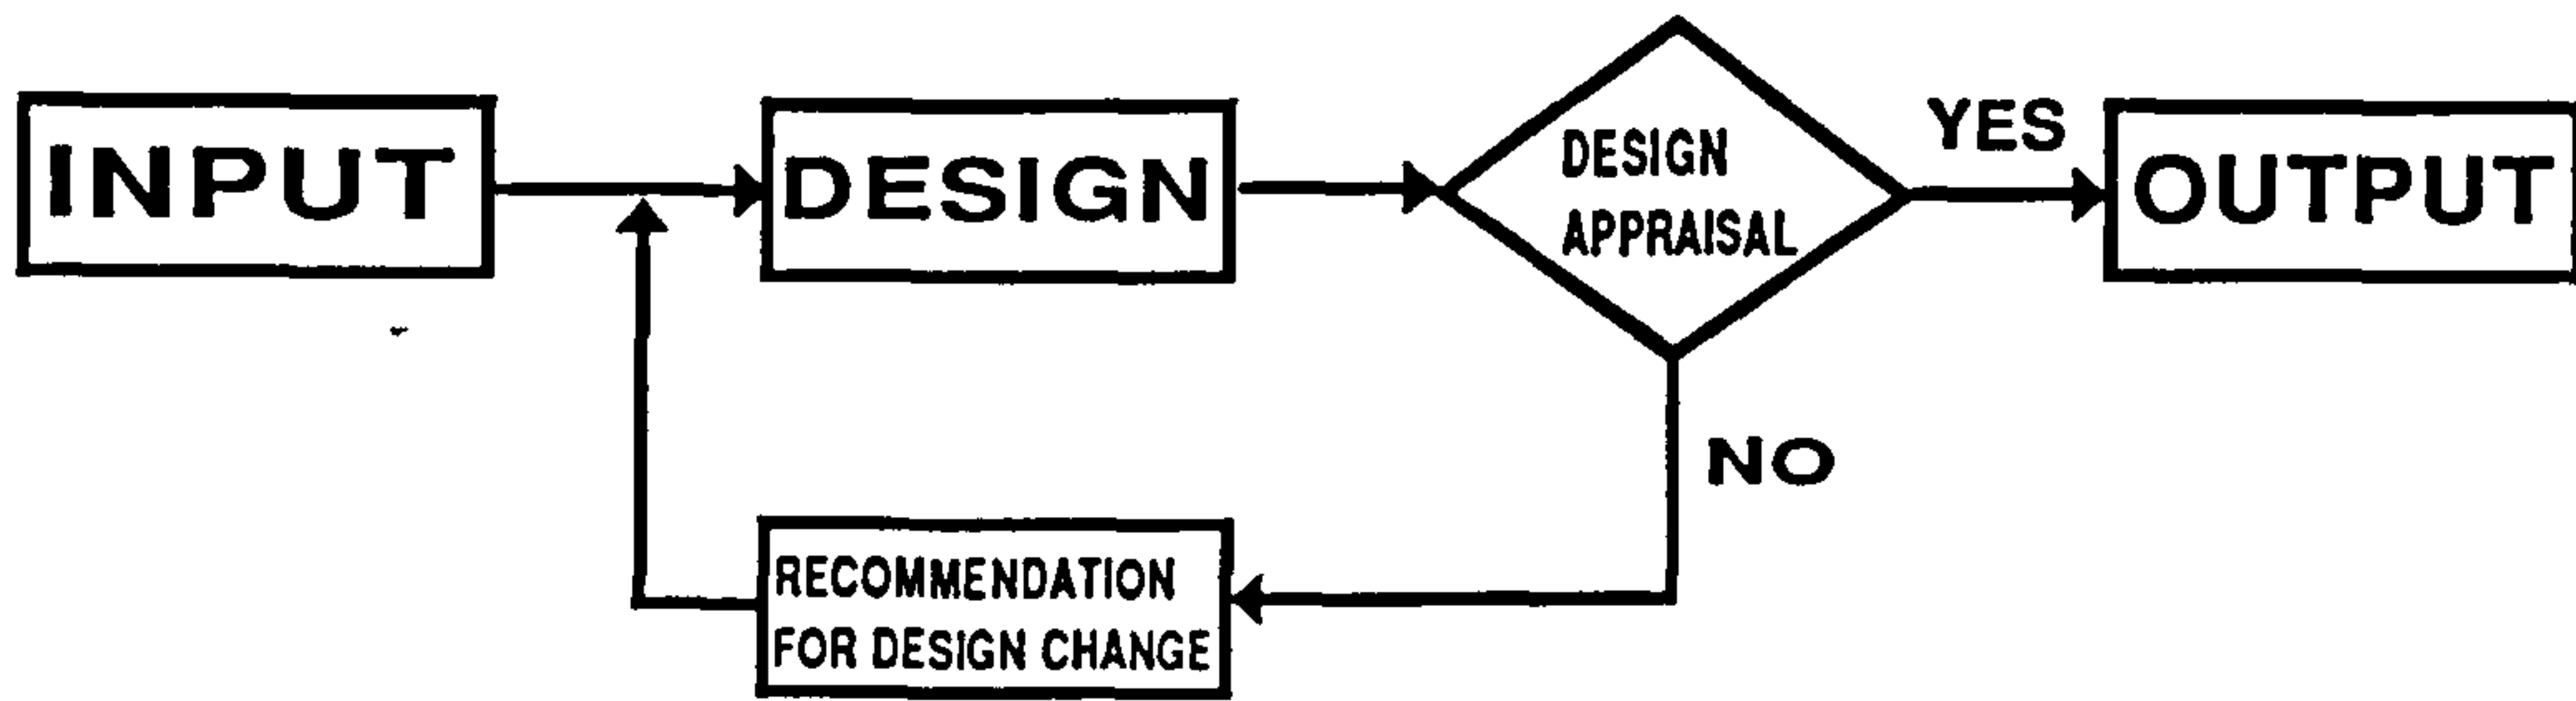 INPUT
DESIGN
DESIGN
APPRAISAL
YES
OUTPUT
NO
RECOMMENDATION
FOR DESIGN CHANGE